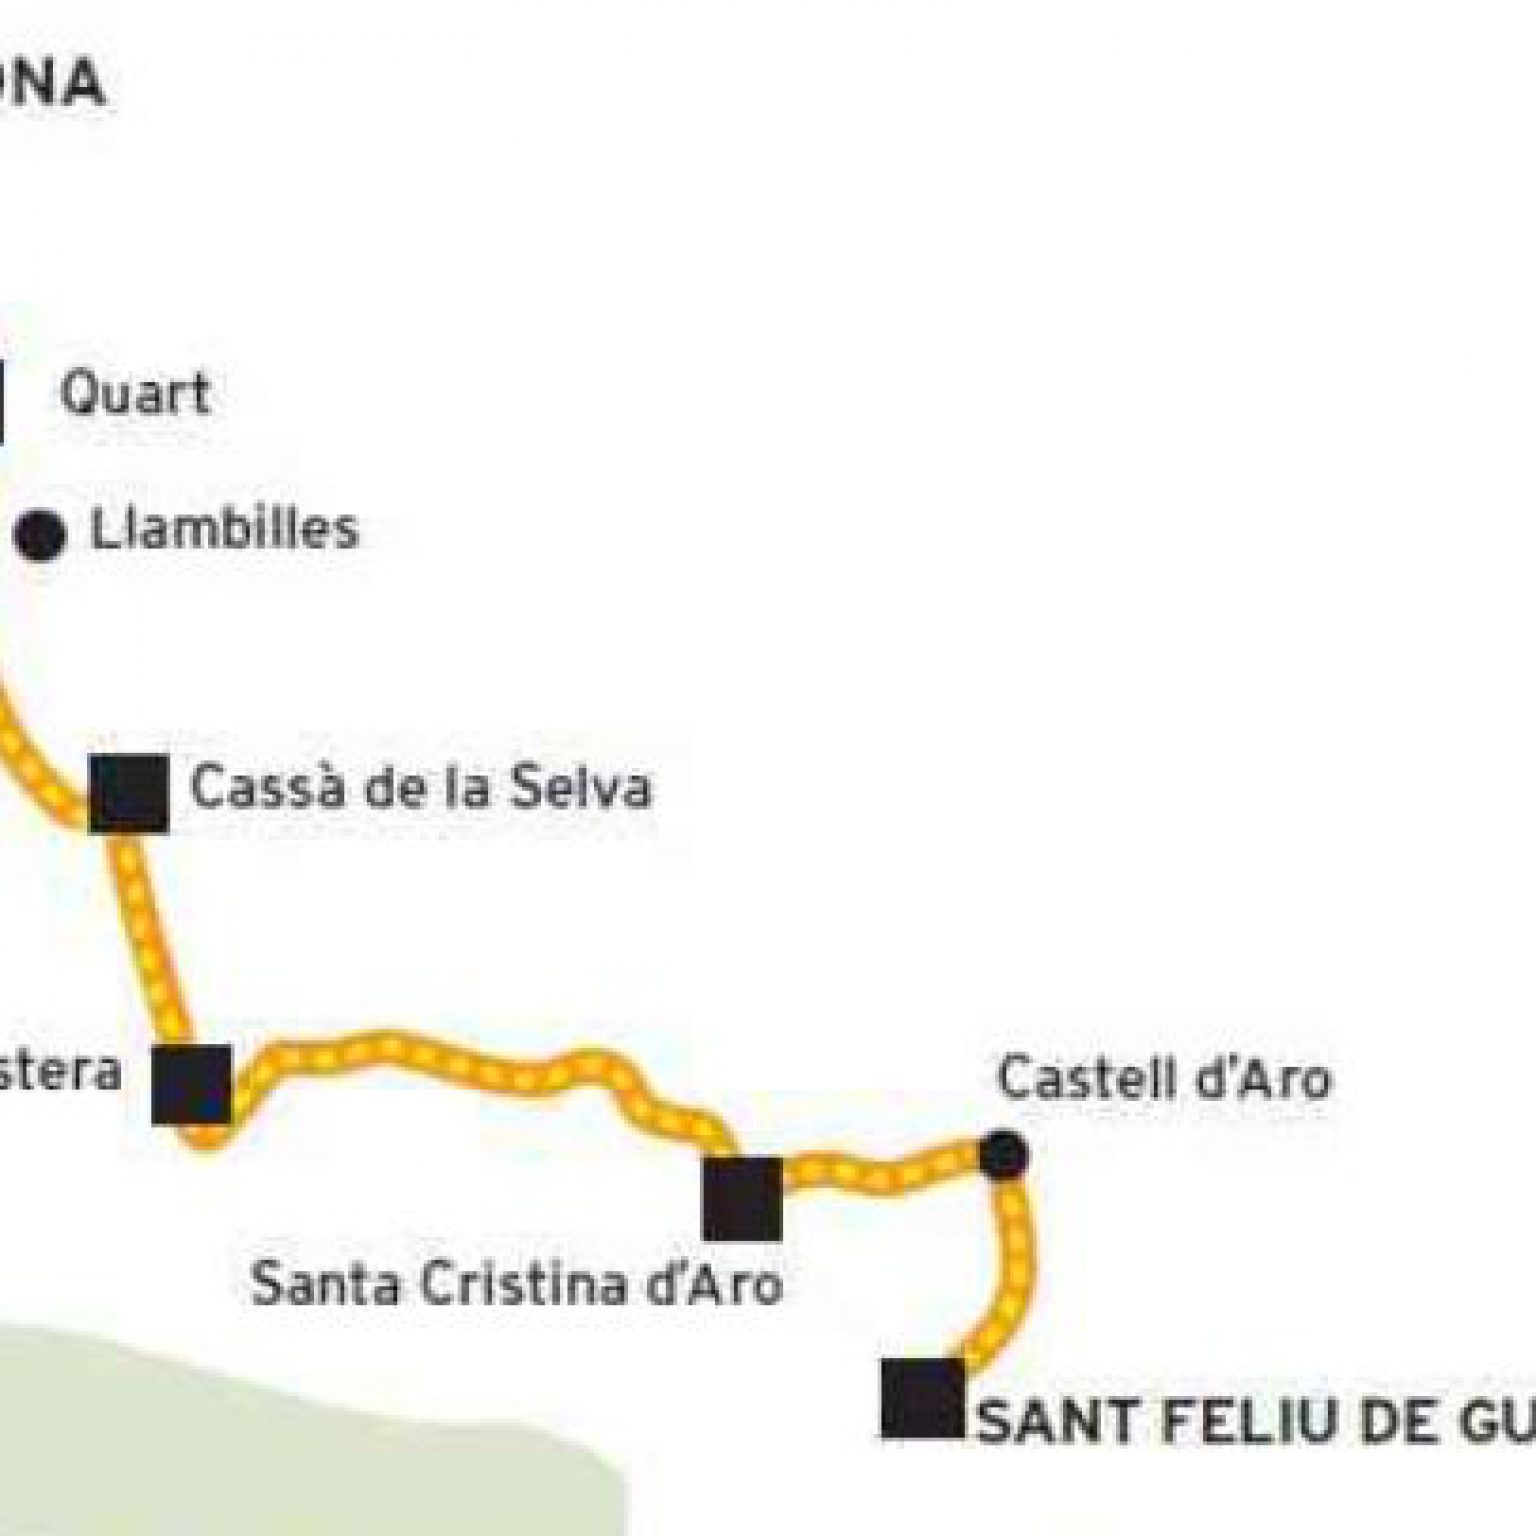 ONA
Quart
Llambilles
Cassà de la Selva
stera
Castell d'Aro
Santa Cristina d'Aro
SANT FELIU DE GU